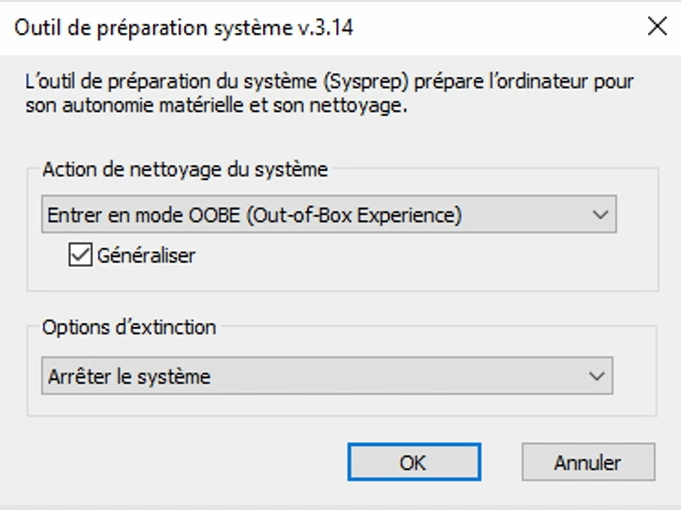 Outil de préparation système v.3.14
L’outil de préparation du système (Sysprep) prépare l’ordinateur pour
son autonomie matérielle et son nettoyage.
Action de nettoyage du système
Entrer en mode OOBE (Out-of-Box Experience)
Généraliser
Options d’extinction
Arrêter le système
OK
Annuler